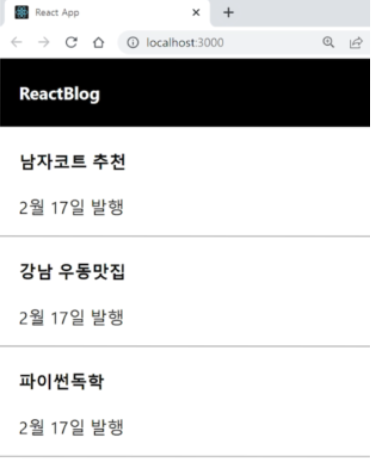 React App
localhost:3000
ReactBlog
남자코트 추천
2월 17일 발행
강남 우동맛집
2월 17일 발행
파이썬독학
2월 17일 발행